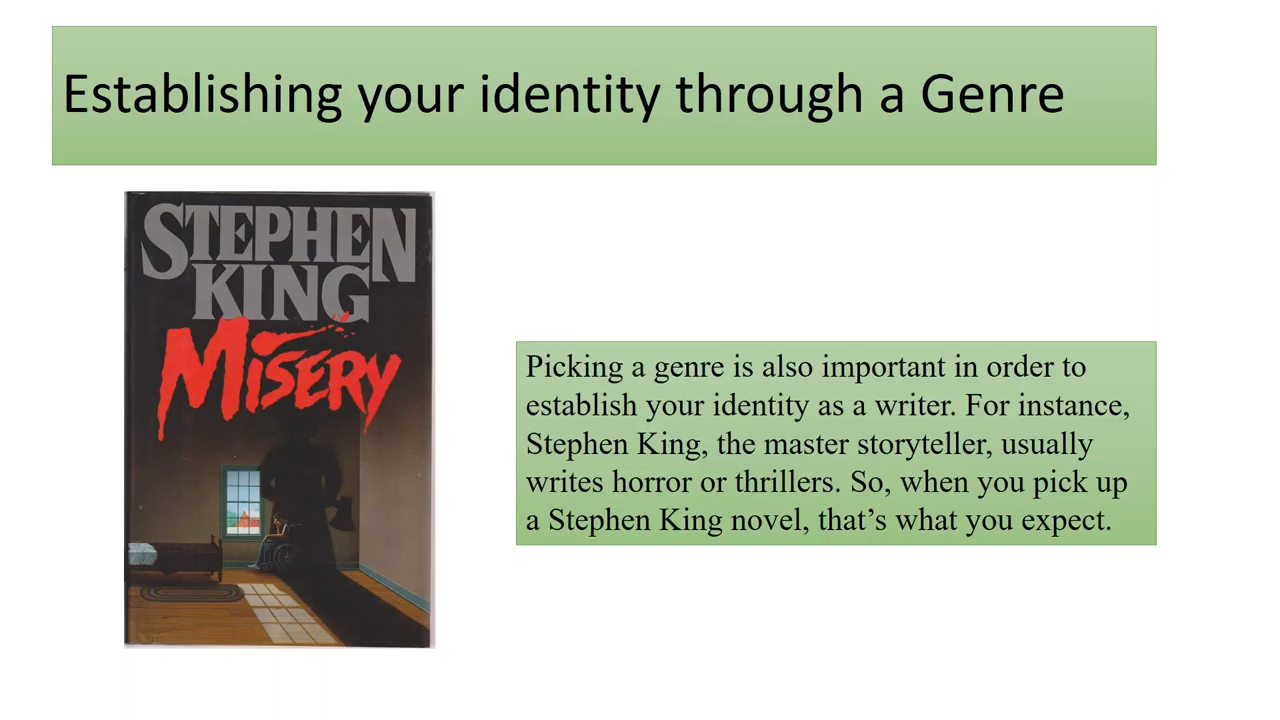 Establishing your identity through a Genre
STEPHEN
KING
MISERY
Picking a genre is also important in order to
establish your identity as a writer. For instance,
Stephen King, the master storyteller, usually
writes horror or thrillers. So, when you pick up
a Stephen King novel, that’s what you expect.